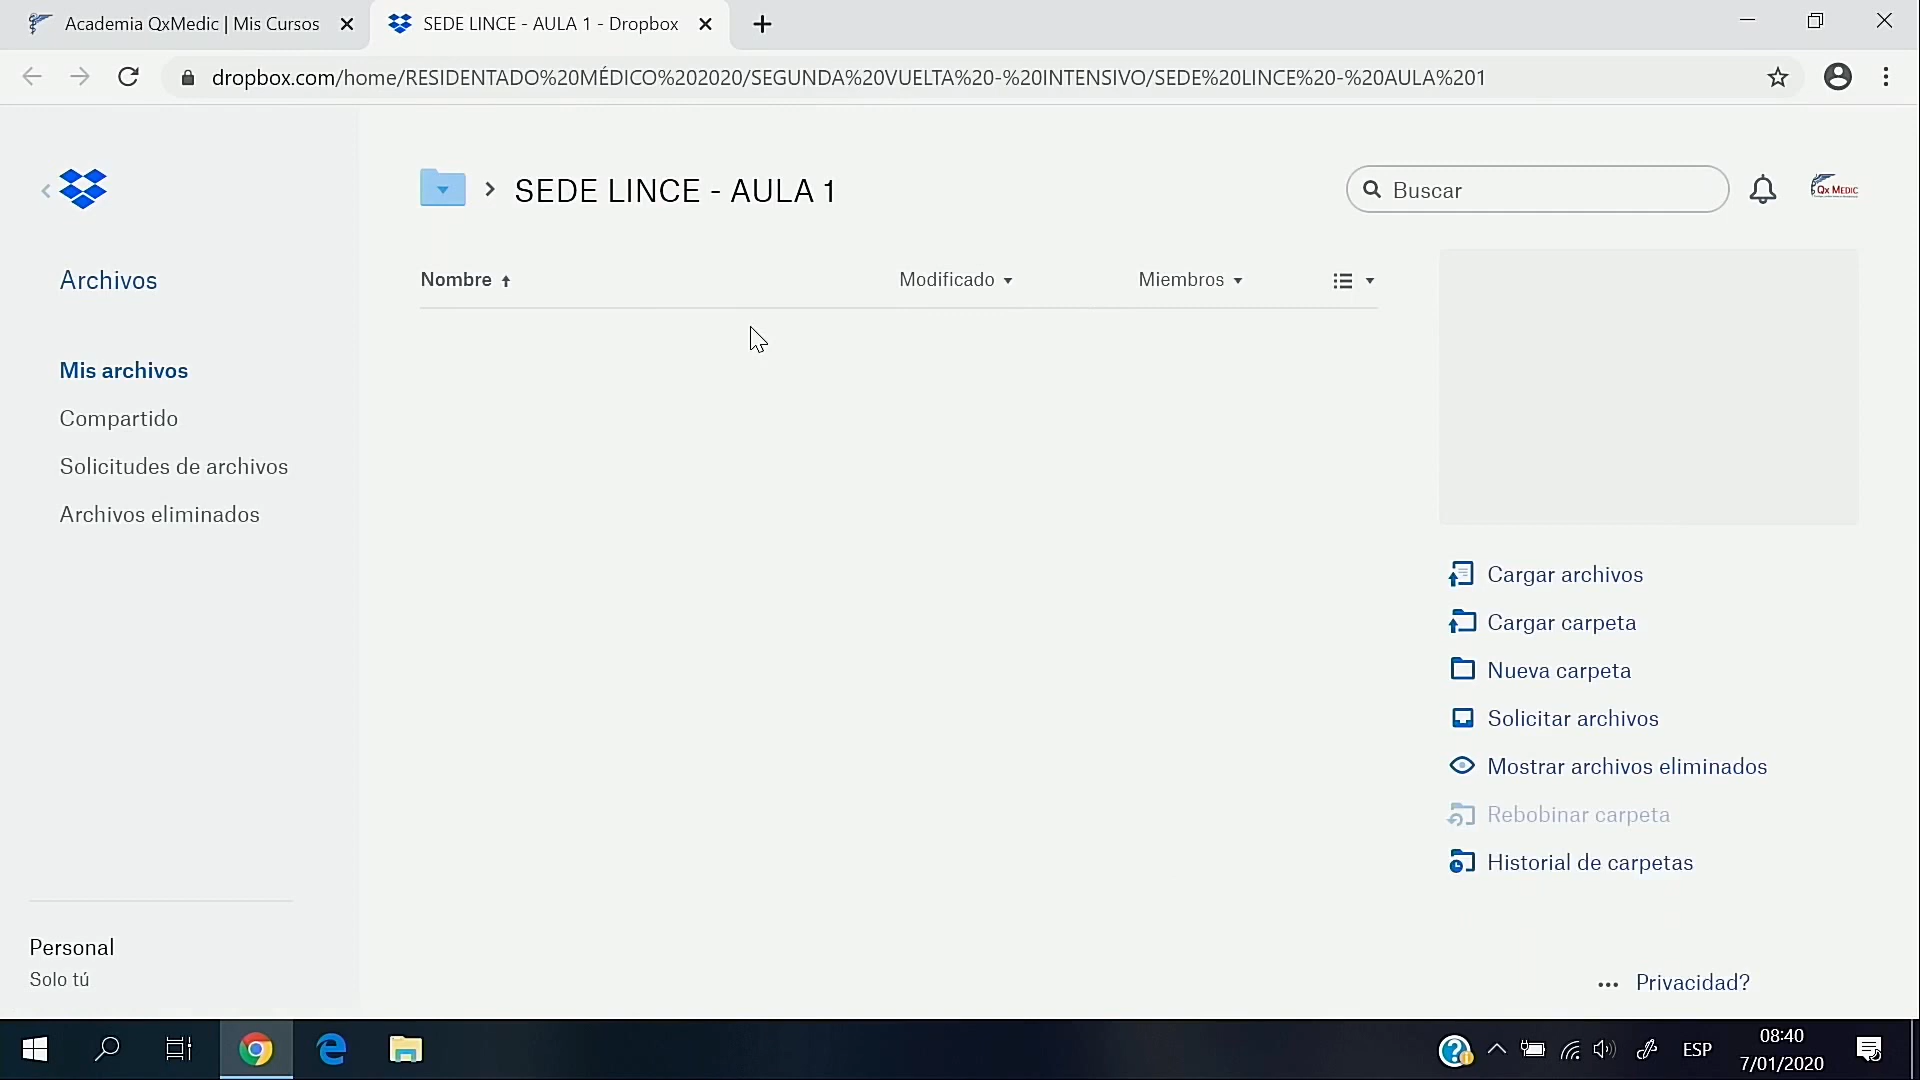 Academia QxMedic | Mis Cursos
SEDE LINCE - AULA 1 - Dropbox
dropbox.com/home/RESIDENTADO%20MÉDICO%202020/SEGUNDA%20VUELTA%20-%20INTENSIVO/SEDE%20LINCE%20-%20AULA%201
SEDE LINCE - AULA 1
Buscar
Qx MEDIC
Archivos
Nombre
Modificado
Miembros
Mis archivos
Compartido
Solicitudes de archivos
Archivos eliminados
Cargar archivos
Cargar carpeta
Nueva carpeta
Solicitar archivos
Mostrar archivos eliminados
Rebobinar carpeta
Historial de carpetas
Personal
Solo tú
Privacidad?
ESP
08:40
7/01/2020